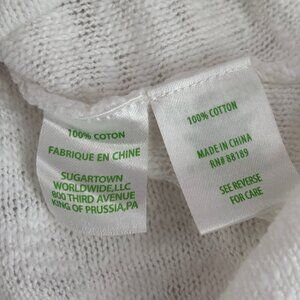 100% COTON
FABRIQUE EN CHINE
SUGARTOWN
WORLDWIDE,LLC
800 THIRD AVENUE
KING OF PRUSSIA,PA
100% COTTON
MADE IN CHINA
RN# 88189
SEE REVERSE
FOR CARE